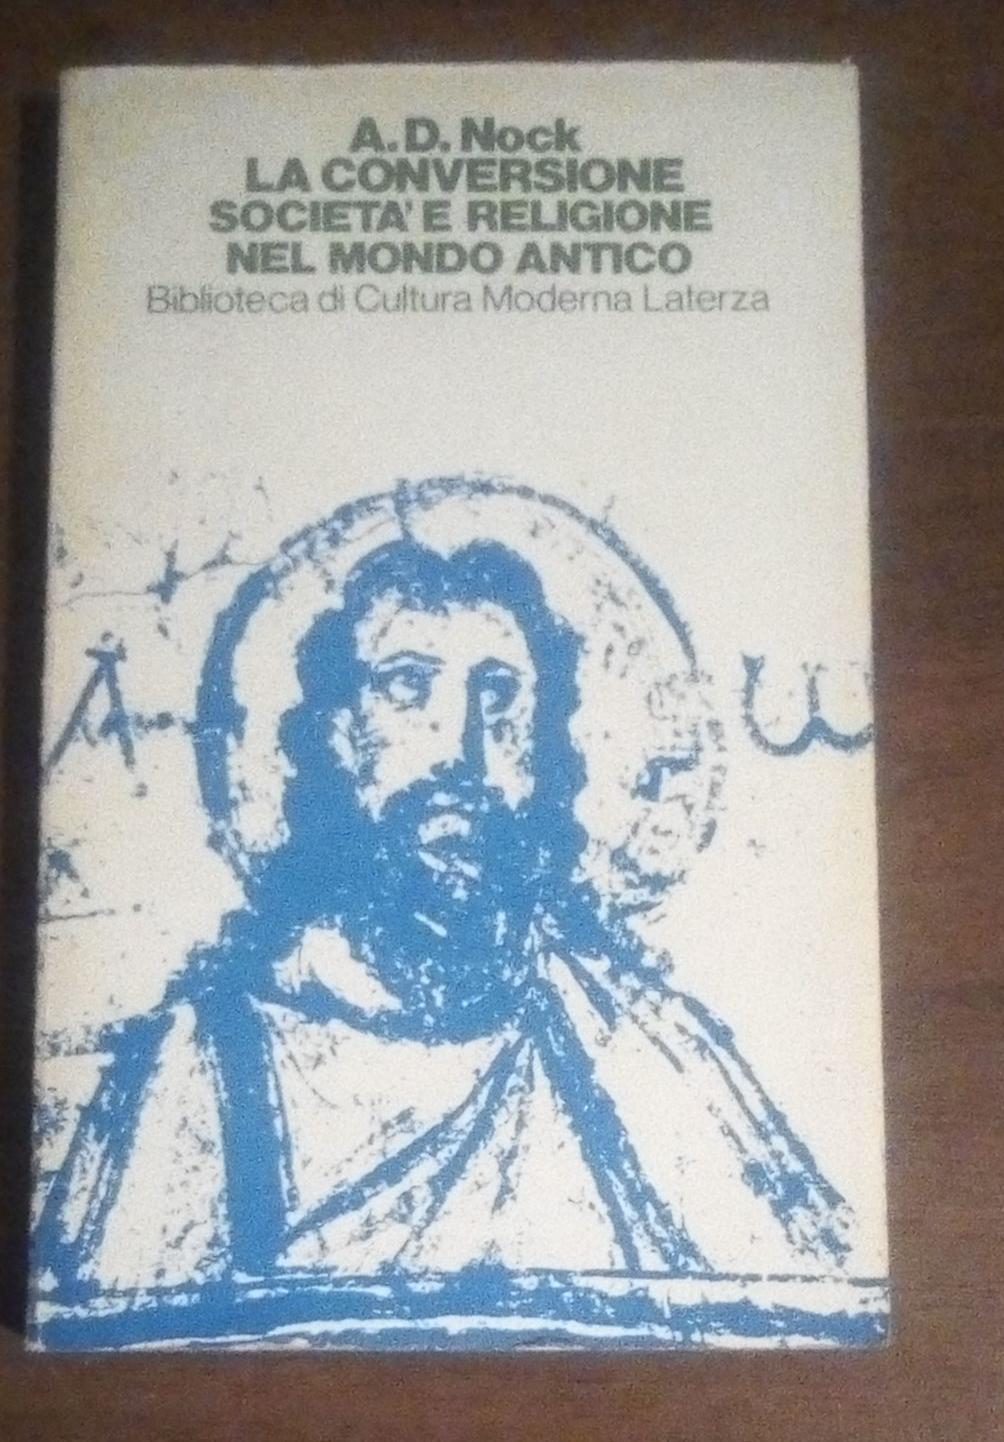 A.D. Nock
LA CONVERSIONE
SOCIETA' E RELIGIONE
NEL MONDO ANTICO
Biblioteca di Cultura Moderna Laterza
A ω